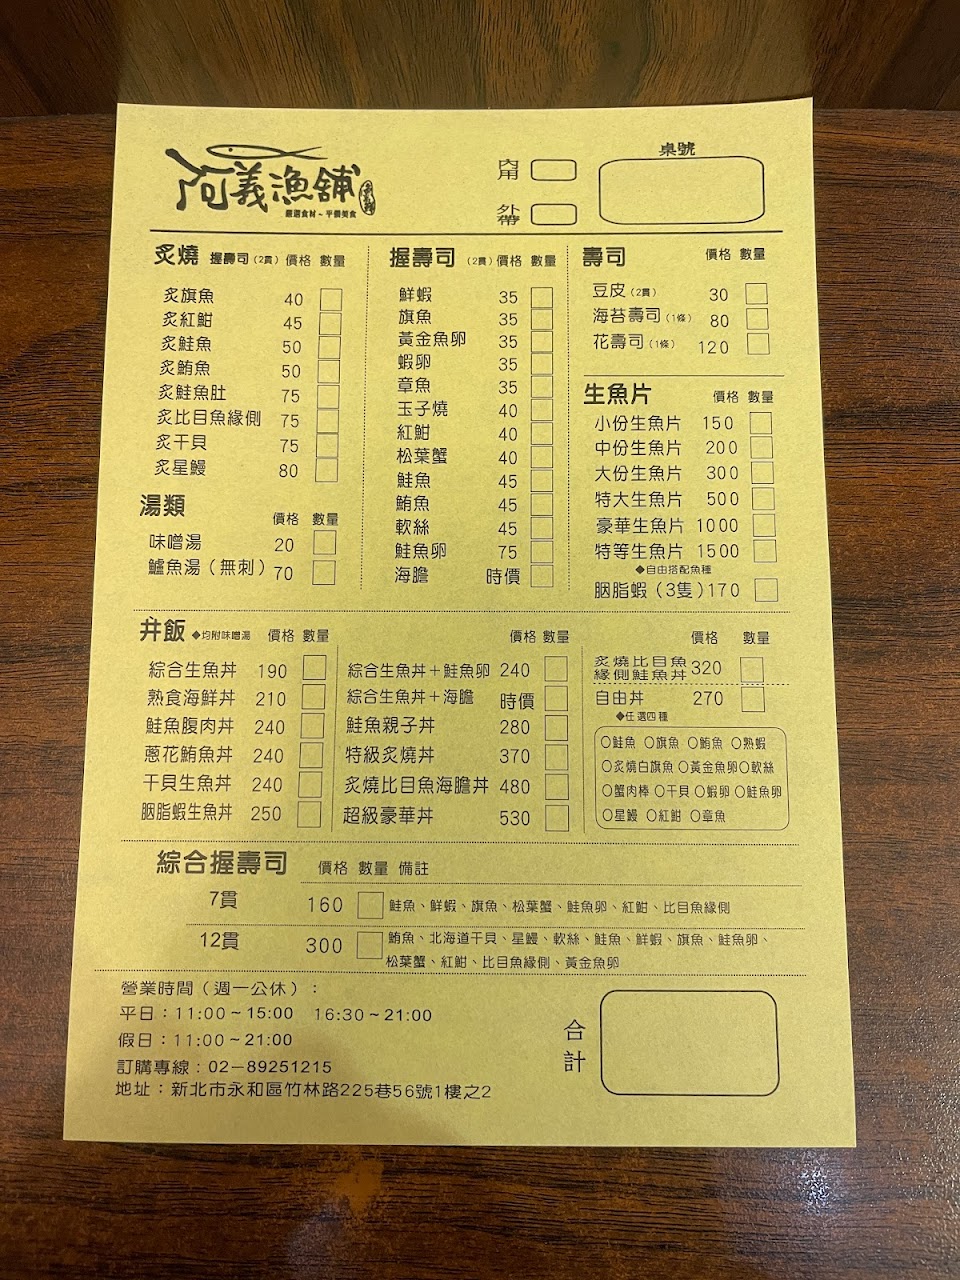 阿義漁舖
嚴選食材~平價美食
內用
外帶
桌號
炙燒 握壽司(2貫) 價格 數量
炙旗魚 40
炙紅魽 45
炙鮭魚 50
炙鮪魚 50
炙鮭魚肚 75
炙比目魚緣側 75
炙干貝 75
炙星鰻 80
湯類
價格 數量
味噌湯 20
鱸魚湯(無刺) 70
握壽司 (2貫) 價格 數量
鮮蝦 35
旗魚 35
黃金魚卵 35
蝦卵 35
章魚 35
玉子燒 40
紅魽 40
松葉蟹 40
鮭魚 45
鮪魚 45
軟絲 45
鮭魚卵 75
海膽 時價
壽司 價格 數量
豆皮(2貫) 30
海苔壽司(1條) 80
花壽司(1條) 120
生魚片 價格 數量
小份生魚片 150
中份生魚片 200
大份生魚片 300
特大生魚片 500
豪華生魚片 1000
特等生魚片 1500
◆自由搭配魚種
胭脂蝦(3隻) 170
丼飯 ◆均附味噌湯 價格 數量
綜合生魚丼 190
熟食海鮮丼 210
鮭魚腹肉丼 240
蔥花鮪魚丼 240
干貝生魚丼 240
胭脂蝦生魚丼 250
價格 數量
綜合生魚丼+鮭魚卵 240
綜合生魚丼+海膽 時價
鮭魚親子丼 280
特級炙燒丼 370
炙燒比目魚海膽丼 480
超級豪華丼 530
價格 數量
炙燒比目魚
緣側鮭魚丼 320
自由丼 270
◆任選四種
○鮭魚 ○旗魚 ○鮪魚 ○熟蝦
○炙燒白旗魚 ○黃金魚卵 ○軟絲
○蟹肉棒 ○干貝 ○蝦卵 ○鮭魚卵
○星鰻 ○紅魽 ○章魚
綜合握壽司 價格 數量 備註
7貫 160 鮭魚、鮮蝦、旗魚、松葉蟹、鮭魚卵、紅魽、比目魚緣側
12貫 300 鮪魚、北海道干貝、星鰻、軟絲、鮭魚、鮮蝦、旗魚、鮭魚卵、
松葉蟹、紅魽、比目魚緣側、黃金魚卵
營業時間(週一公休):
平日:11:00~15:00 16:30~21:00
假日:11:00~21:00
訂購專線:02-89251215
地址:新北市永和區竹林路225巷56號1樓之2
合計